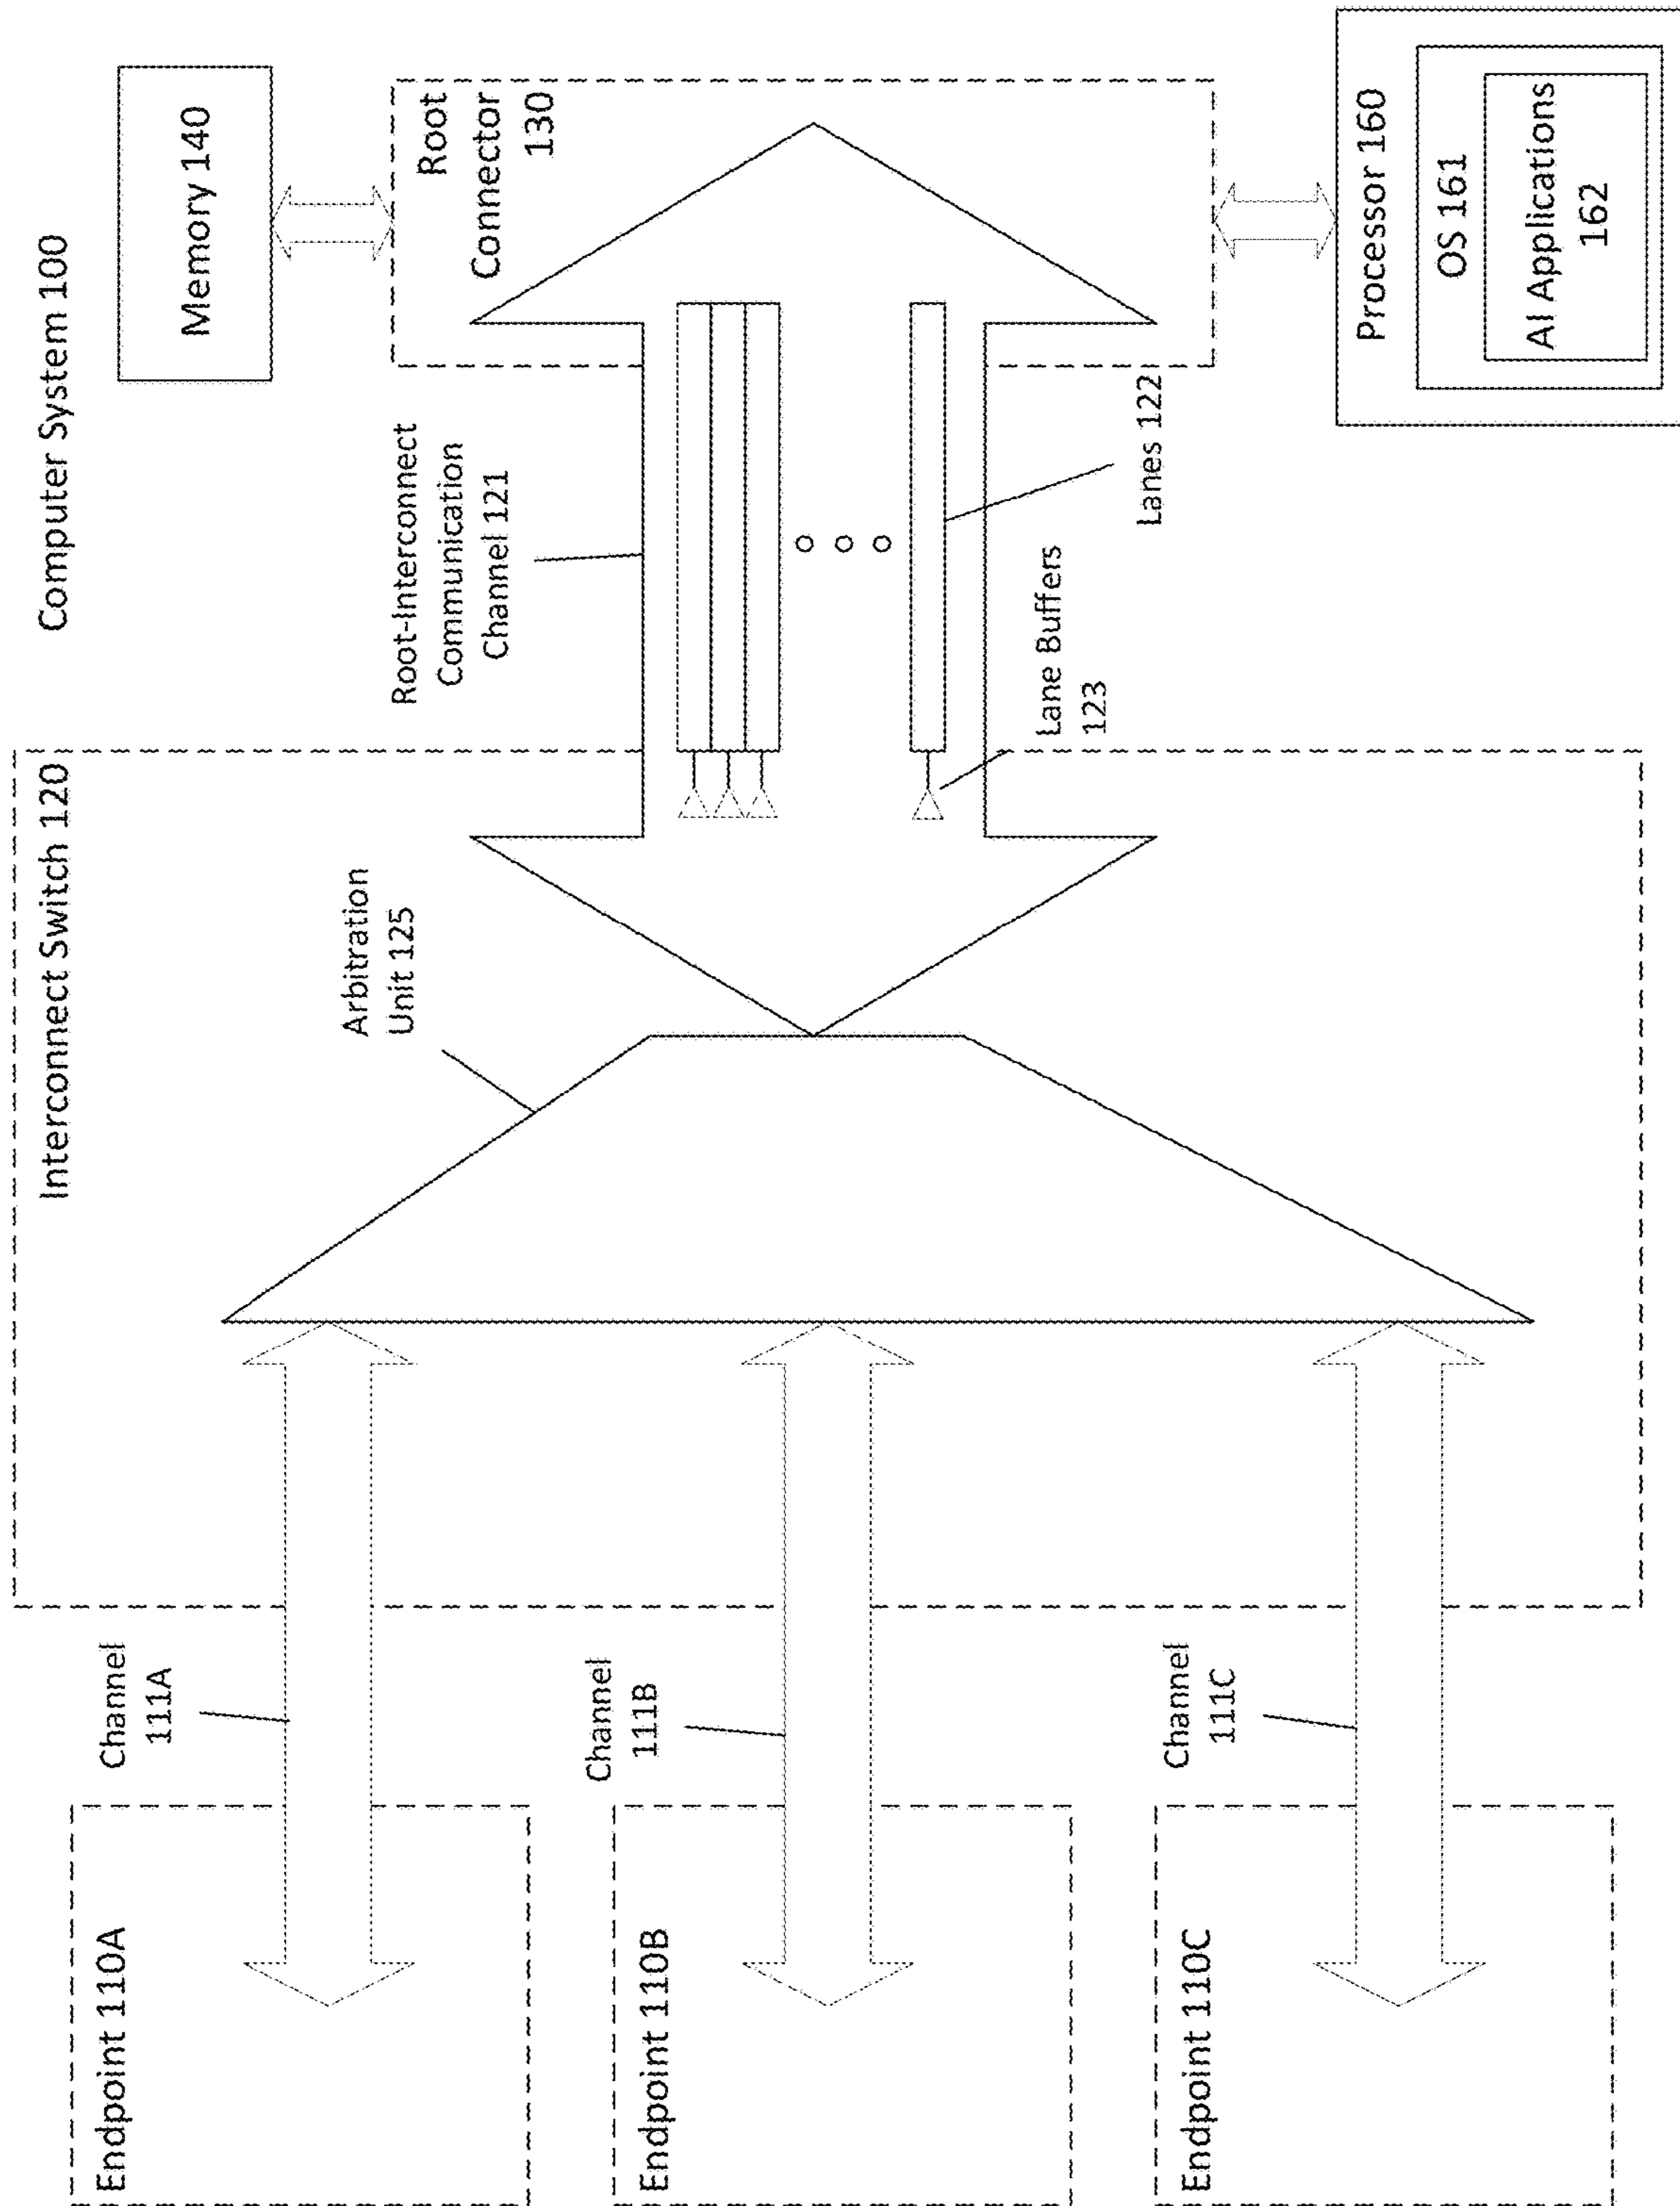 Computer System 100
Interconnect Switch 120
Endpoint 110A
Channel
111A
Arbitration
Unit 125
Root-Interconnect
Communication
Channel 121
Memory 140
Root
Connector
130
Endpoint 110B
Channel
111B
Lane Buffers
123
Lanes 122
Endpoint 110C
Channel
111C
Processor 160
OS 161
AI Applications
162